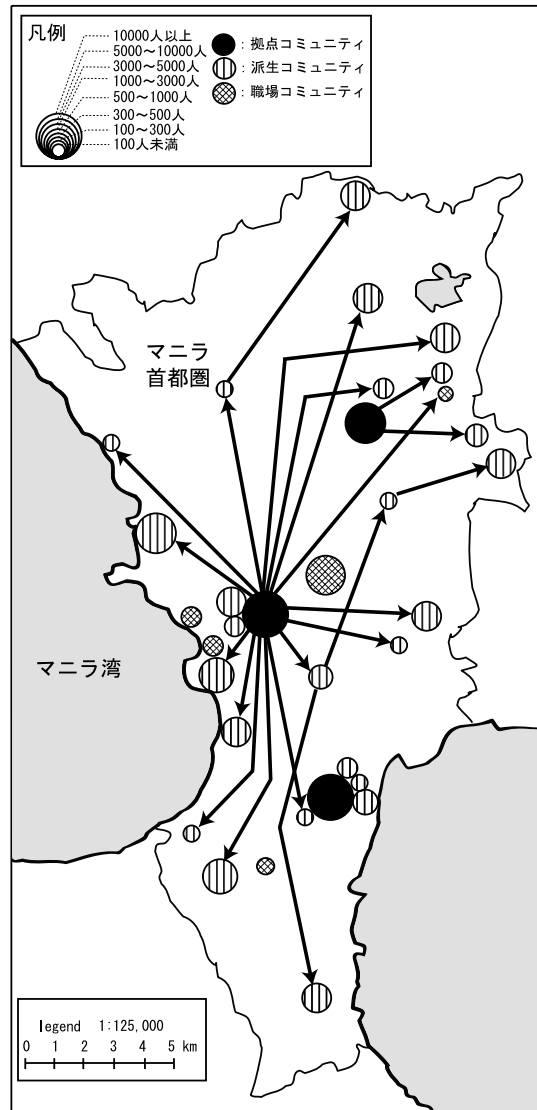 凡例
10000人以上
5000～10000人
3000～5000人
1000～3000人
500～1000人
300～500人
100～300人
100人未満
：拠点コミュニティ
：派生コミュニティ
：職場コミュニティ
マニラ
首都圏
マニラ湾
legend 1:125,000
0 1 2 3 4 5 km